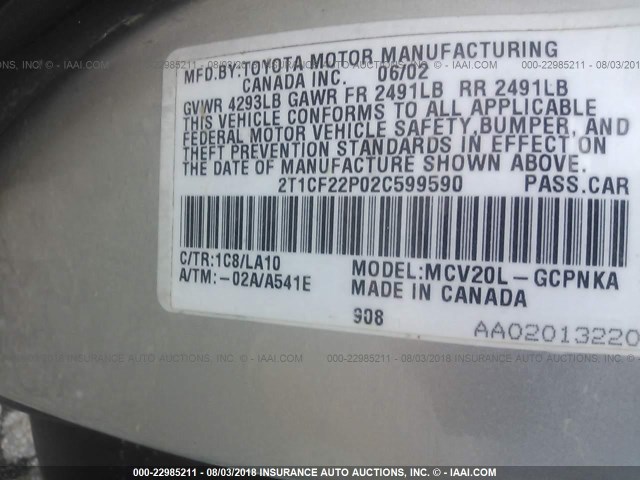 MFD.BY:TOYOTA MOTOR MANUFACTURING
CANADA INC. 06/02
GVWR 4293LB GAWR FR 2491LB RR 2491LB
THIS VEHICLE CONFORMS TO ALL APPLICABLE
FEDERAL MOTOR VEHICLE SAFETY,BUMPER, AND
THEFT PREVENTION STANDARDS IN EFFECT ON
THE DATE OF MANUFACTURE SHOWN ABOVE.
2T1CF22P02C599590 PASS.CAR
C/TR:1C8/LA10
A/TM:-02A/A541E
MODEL:MCV20L-GCPNKA
MADE IN CANADA
908
AA02013220
000-22985211 - 08/03/2018 INSURANCE AUTO AUCTIONS - © IAAI.COM